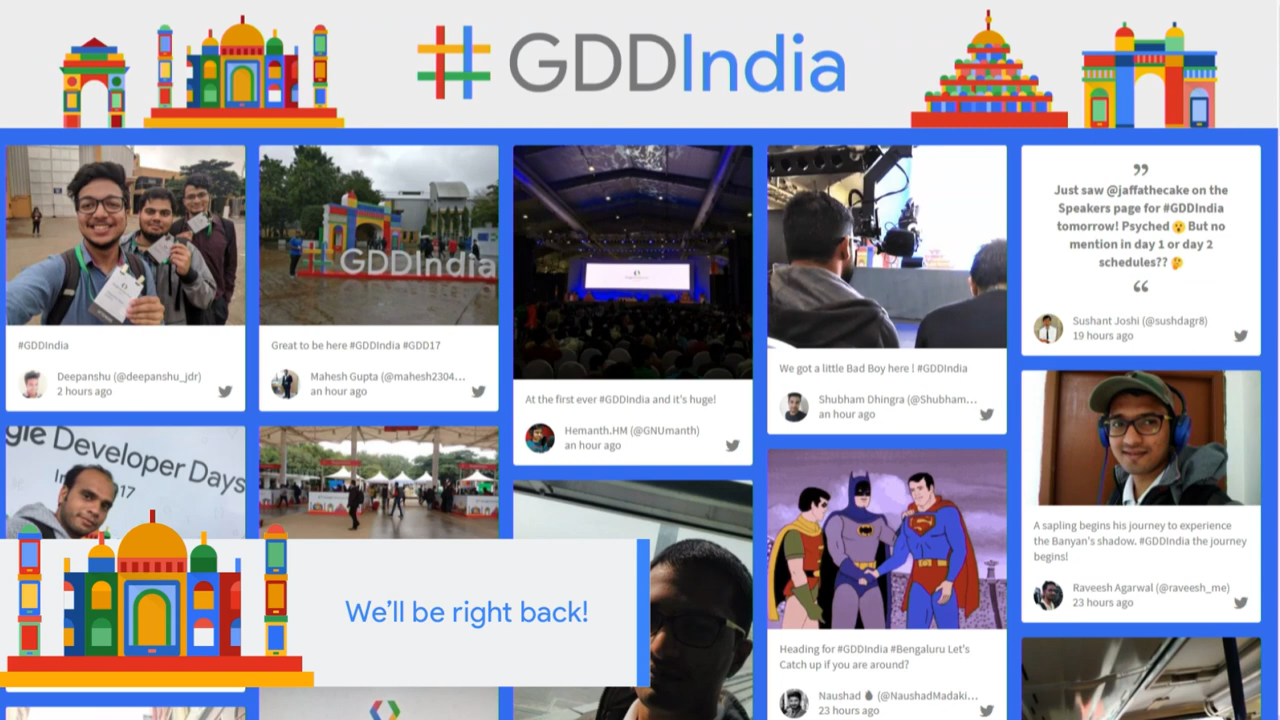 #GDDIndia
#GDDIndia
Deepanshu (@deepanshu_jdr)
2 hours ago
GDDIndia
Great to be here #GDDIndia #GDD17
Mahesh Gupta (@mahesh2304...
an hour ago
At the first ever #GDDIndia and it's huge!
Hemanth.HM (@GNUmanth)
an hour ago
We got a little Bad Boy here ! #GDDIndia
Shubham Dhingra (@Shubham...
an hour ago
”
Just saw @jaffathecake on the
Speakers page for #GDDIndia
tomorrow! Psyched 😲 But no
mention in day 1 or day 2
schedules?? 🤔
“
Sushant Joshi (@sushdagr8)
19 hours ago
gle Developer Days
17
We'll be right back!
Heading for #GDDIndia #Bengaluru Let's
Catch up if you are around?
Naushad 💧 (@NaushadMadaki...
23 hours ago
A sapling begins his journey to experience
the Banyan's shadow. #GDDIndia the journey
begins!
Raveesh Agarwal (@raveesh_me)
23 hours ago